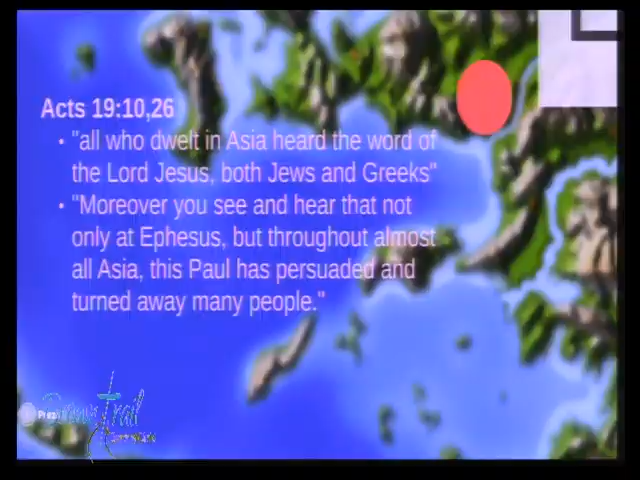 Acts 19:10,26
• "all who dwelt in Asia heard the word of
the Lord Jesus, both Jews and Greeks"
• "Moreover you see and hear that not
only at Ephesus, but throughout almost
all Asia, this Paul has persuaded and
turned away many people."
Trail